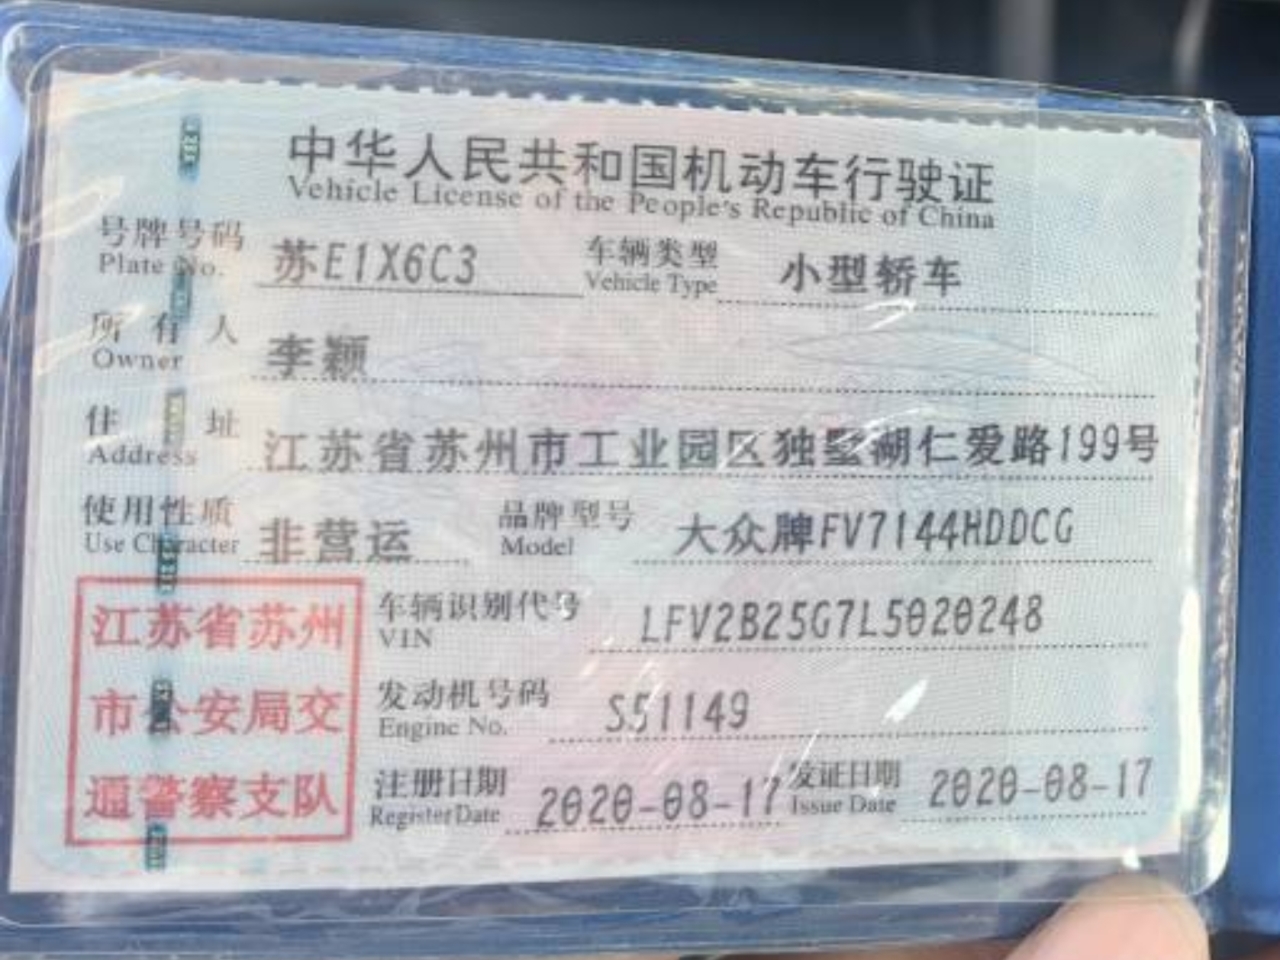 中华人民共和国机动车行驶证
Vehicle License of the People's Republic of China
号牌号码 苏E1X6C3 车辆类型 小型轿车
Plate No. Vehicle Type
所有人 李颖
Owner
住址 江苏省苏州市工业园区独墅湖仁爱路199号
Address
使用性质 非营运 品牌型号 大众牌FV7144HDDCG
Use Character Model
江苏省苏州
市公安局交
通警察支队
车辆识别代号 LFV2B25G7L5020248
VIN
发动机号码 S51149
Engine No.
注册日期 2020-08-17 发证日期 2020-08-17
Register Date Issue Date